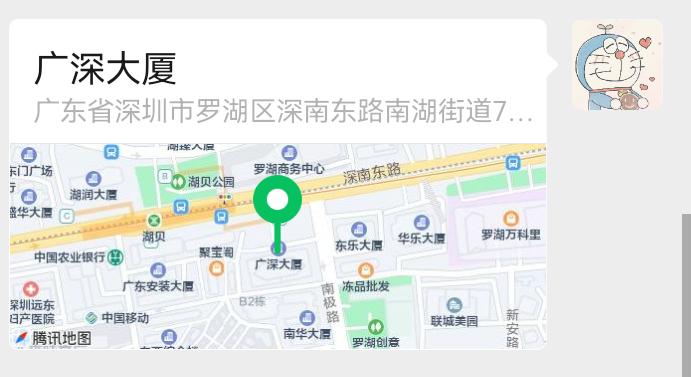 广深大厦
广东省深圳市罗湖区深南东路南湖街道7...
罗湖商务中心
深南东路
东门广场
湖润大厦
B
湖贝公园
盛华大厦
C
湖贝
中国农业银行
聚宝阁
广深大厦
东乐大厦
华乐大厦
罗湖万科里
广东安装大厦
冻品批发
深圳远东
妇产医院
中国移动
B2栋
南极路
南华大厦
罗湖创意
联城美园
新安路
腾讯地图